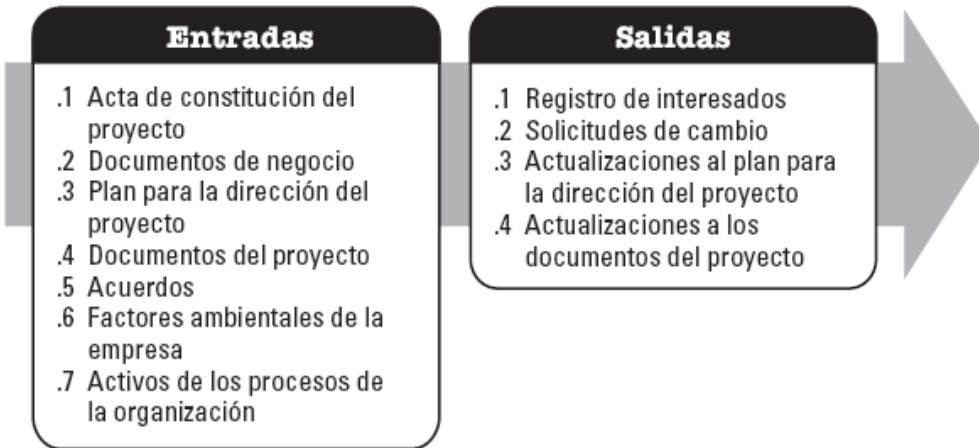 Entradas
.1 Acta de constitución del
proyecto
.2 Documentos de negocio
.3 Plan para la dirección del
proyecto
.4 Documentos del proyecto
.5 Acuerdos
.6 Factores ambientales de la
empresa
.7 Activos de los procesos de
la organización
Salidas
.1 Registro de interesados
.2 Solicitudes de cambio
.3 Actualizaciones al plan para
la dirección del proyecto
.4 Actualizaciones a los
documentos del proyecto